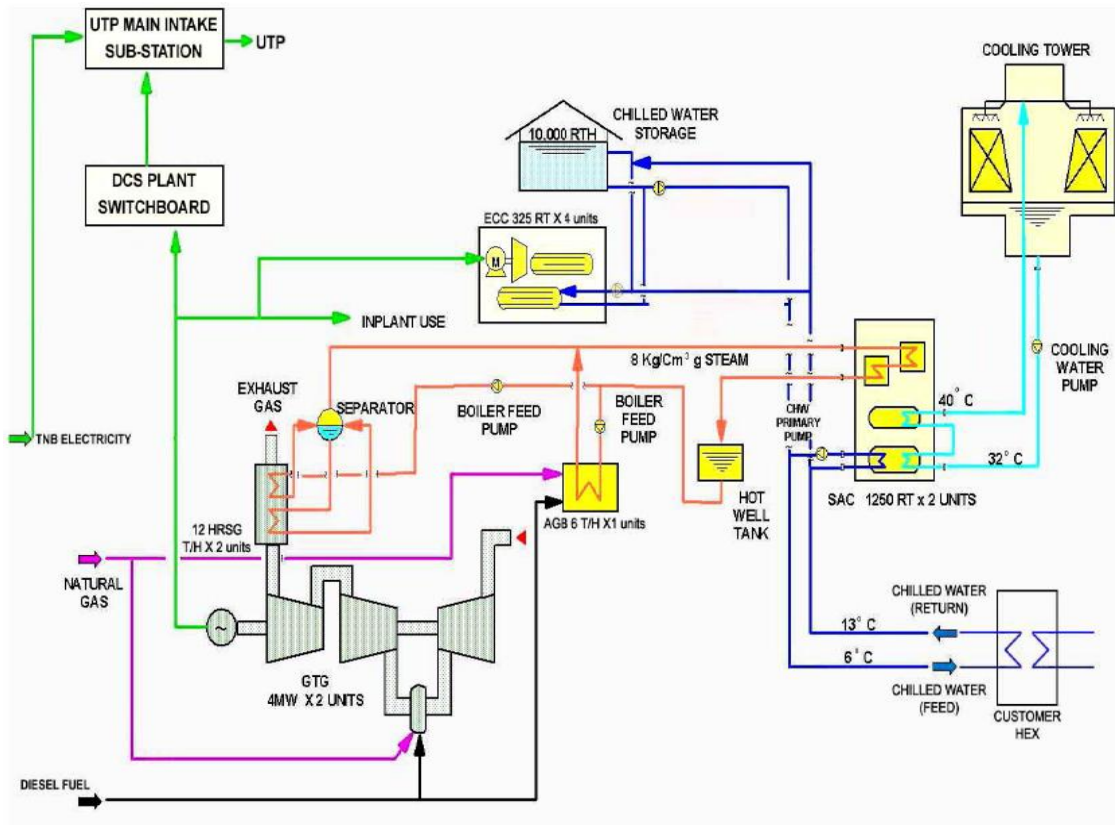 UTP MAIN INTAKE
SUB-STATION
UTP
DCS PLANT
SWITCHBOARD
CHILLED WATER
STORAGE
10,000 RTH
COOLING TOWER
ECC 325 RT X 4 units
M
INPLANT USE
8 Kg/Cm³ g STEAM
COOLING
WATER
PUMP
EXHAUST
GAS
SEPARATOR
BOILER FEED
PUMP
BOILER
FEED
PUMP
CHW
PRIMARY
PUMP
40° C
32° C
TNB ELECTRICITY
HOT
WELL
TANK
SAC 1250 RT x 2 UNITS
12 HRSG
T/H X 2 units
AGB 6 T/H X1 units
NATURAL
GAS
~
GTG
4MW X 2 UNITS
CHILLED WATER
(RETURN)
13° C
6° C
CHILLED WATER
(FEED)
CUSTOMER
HEX
DIESEL FUEL